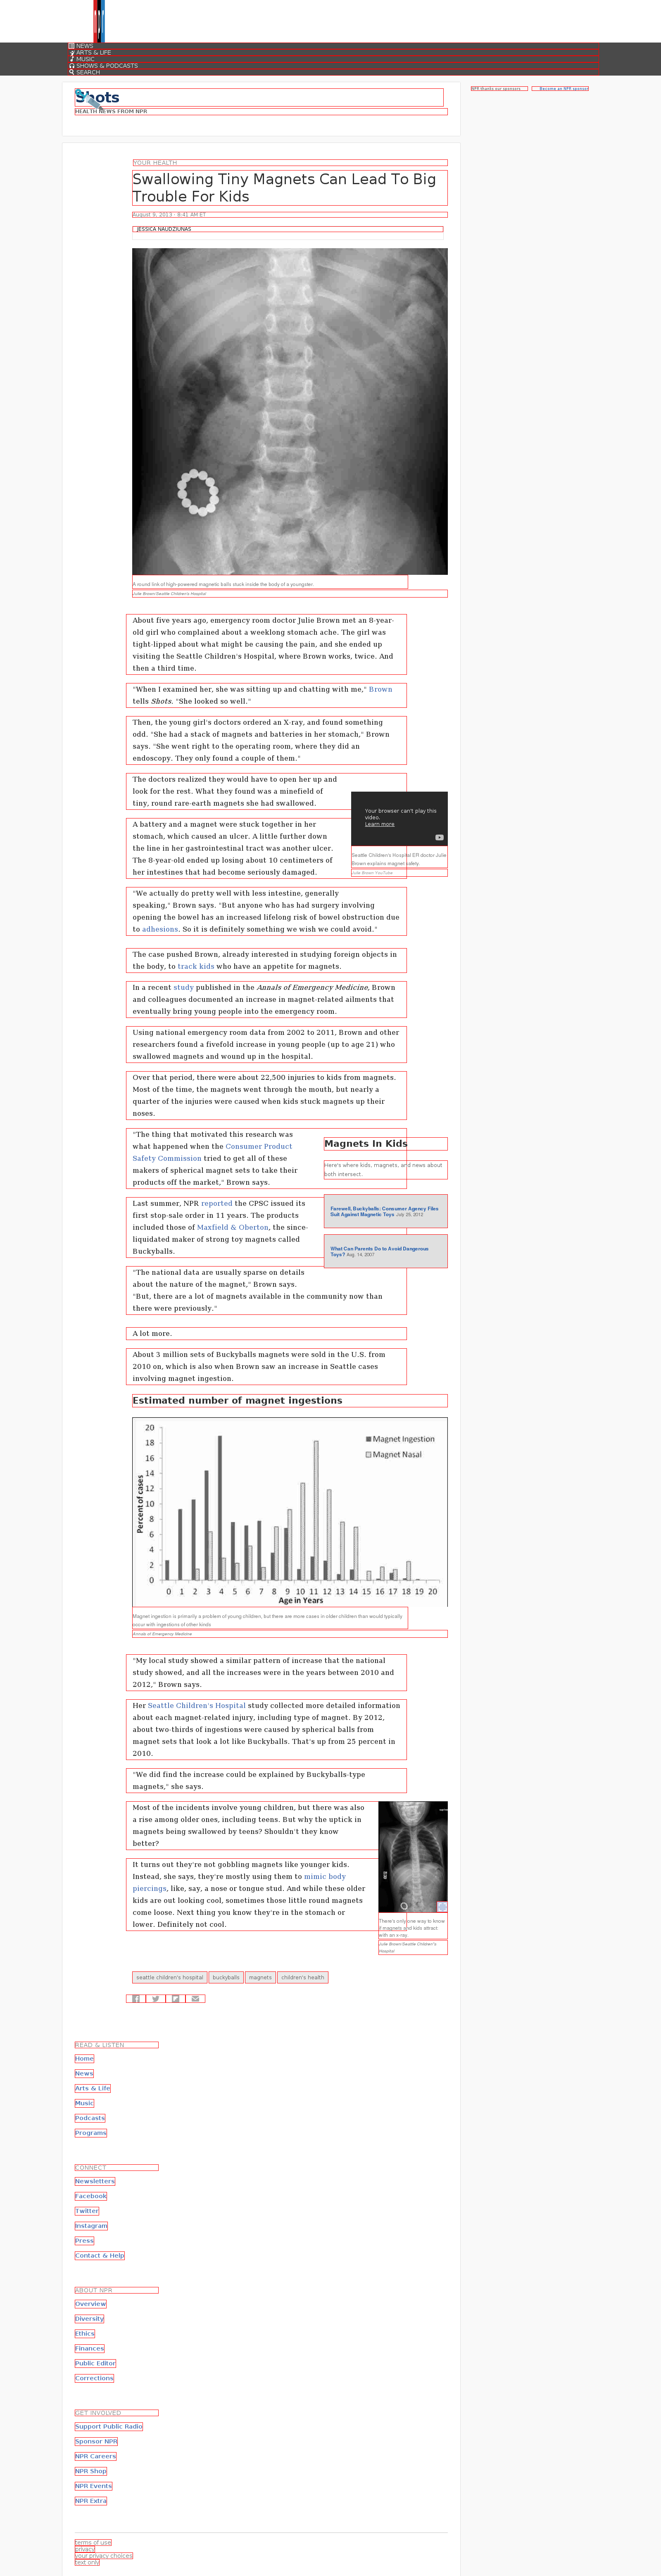 NEWS
ARTS & LIFE
MUSIC
SHOWS & PODCASTS
SEARCH
NPR thanks our sponsors
Become an NPR sponsor
Shots
HEALTH NEWS FROM NPR
YOUR HEALTH
Swallowing Tiny Magnets Can Lead To Big
Trouble For Kids
August 9, 2013 · 8:41 AM ET
JESSICA NAUDZIUNAS
A round link of high-powered magnetic balls stuck inside the body of a youngster.
Julie Brown/Seattle Children's Hospital
About five years ago, emergency room doctor Julie Brown met an 8-year-
old girl who complained about a weeklong stomach ache. The girl was
tight-lipped about what might be causing the pain, and she ended up
visiting the Seattle Children's Hospital, where Brown works, twice. And
then a third time.
"When I examined her, she was sitting up and chatting with me," Brown
tells Shots. "She looked so well."
Then, the young girl's doctors ordered an X-ray, and found something
odd. "She had a stack of magnets and batteries in her stomach," Brown
says. "She went right to the operating room, where they did an
endoscopy. They only found a couple of them."
The doctors realized they would have to open her up and
look for the rest. What they found was a minefield of
tiny, round rare-earth magnets she had swallowed.
Your browser can't play this
video.
Learn more
Seattle Children's Hospital ER doctor Julie
Brown explains magnet safely.
Julie Brown YouTube
A battery and a magnet were stuck together in her
stomach, which caused an ulcer. A little further down
the line in her gastrointestinal tract was another ulcer.
The 8-year-old ended up losing about 10 centimeters of
her intestines that had become seriously damaged.
"We actually do pretty well with less intestine, generally
speaking," Brown says. "But anyone who has had surgery involving
opening the bowel has an increased lifelong risk of bowel obstruction due
to adhesions. So it is definitely something we wish we could avoid."
The case pushed Brown, already interested in studying foreign objects in
the body, to track kids who have an appetite for magnets.
In a recent study published in the Annals of Emergency Medicine, Brown
and colleagues documented an increase in magnet-related ailments that
eventually bring young people into the emergency room.
Using national emergency room data from 2002 to 2011, Brown and other
researchers found a fivefold increase in young people (up to age 21) who
swallowed magnets and wound up in the hospital.
Over that period, there were about 22,500 injuries to kids from magnets.
Most of the time, the magnets went through the mouth, but nearly a
quarter of the injuries were caused when kids stuck magnets up their
noses.
"The thing that motivated this research was
what happened when the Consumer Product
Safety Commission tried to get all of these
makers of spherical magnet sets to take their
products off the market," Brown says.
Magnets In Kids
Here's where kids, magnets, and news about
both intersect.
Farewell, Buckyballs: Consumer Agency Files
Suit Against Magnetic Toys July 25, 2012
What Can Parents Do to Avoid Dangerous
Toys? Aug. 14, 2007
Last summer, NPR reported the CPSC issued its
first stop-sale order in 11 years. The products
included those of Maxfield & Oberton, the since-
liquidated maker of strong toy magnets called
Buckyballs.
"The national data are usually sparse on details
about the nature of the magnet," Brown says.
"But, there are a lot of magnets available in the community now than
there were previously."
A lot more.
About 3 million sets of Buckyballs magnets were sold in the U.S. from
2010 on, which is also when Brown saw an increase in Seattle cases
involving magnet ingestion.
Estimated number of magnet ingestions
20
18
16
14
12
10
8
6
4
2
0
Percent of cases
Magnet Ingestion
Magnet Nasal
0 1 2 3 4 5 6 7 8 9 10 11 12 13 14 15 16 17 18 19 20
Age in Years
Magnet ingestion is primarily a problem of young children, but there are more cases in older children than would typically
occur with ingestions of other kinds
Annals of Emergency Medicine
"My local study showed a similar pattern of increase that the national
study showed, and all the increases were in the years between 2010 and
2012," Brown says.
Her Seattle Children's Hospital study collected more detailed information
about each magnet-related injury, including type of magnet. By 2012,
about two-thirds of ingestions were caused by spherical balls from
magnet sets that look a lot like Buckyballs. That's up from 25 percent in
2010.
"We did find the increase could be explained by Buckyballs-type
magnets," she says.
Most of the incidents involve young children, but there was also
a rise among older ones, including teens. But why the uptick in
magnets being swallowed by teens? Shouldn't they know
better?
There's only one way to know
if magnets and kids attract:
with an x-ray
Julie Brown/Seattle Children's
Hospital
It turns out they're not gobbling magnets like younger kids.
Instead, she says, they're mostly using them to mimic body
piercings, like, say, a nose or tongue stud. And while these older
kids are out looking cool, sometimes those little round magnets
come loose. Next thing you know they're in the stomach or
lower. Definitely not cool.
seattle children's hospital
buckyballs
magnets
children's health
READ & LISTEN
Home
News
Arts & Life
Music
Podcasts
Programs
CONNECT
Newsletters
Facebook
Twitter
Instagram
Press
Contact & Help
ABOUT NPR
Overview
Diversity
Ethics
Finances
Public Editor
Corrections
GET INVOLVED
Support Public Radio
Sponsor NPR
NPR Careers
NPR Shop
NPR Events
NPR Extra
terms of use
privacy
your privacy choices
text only